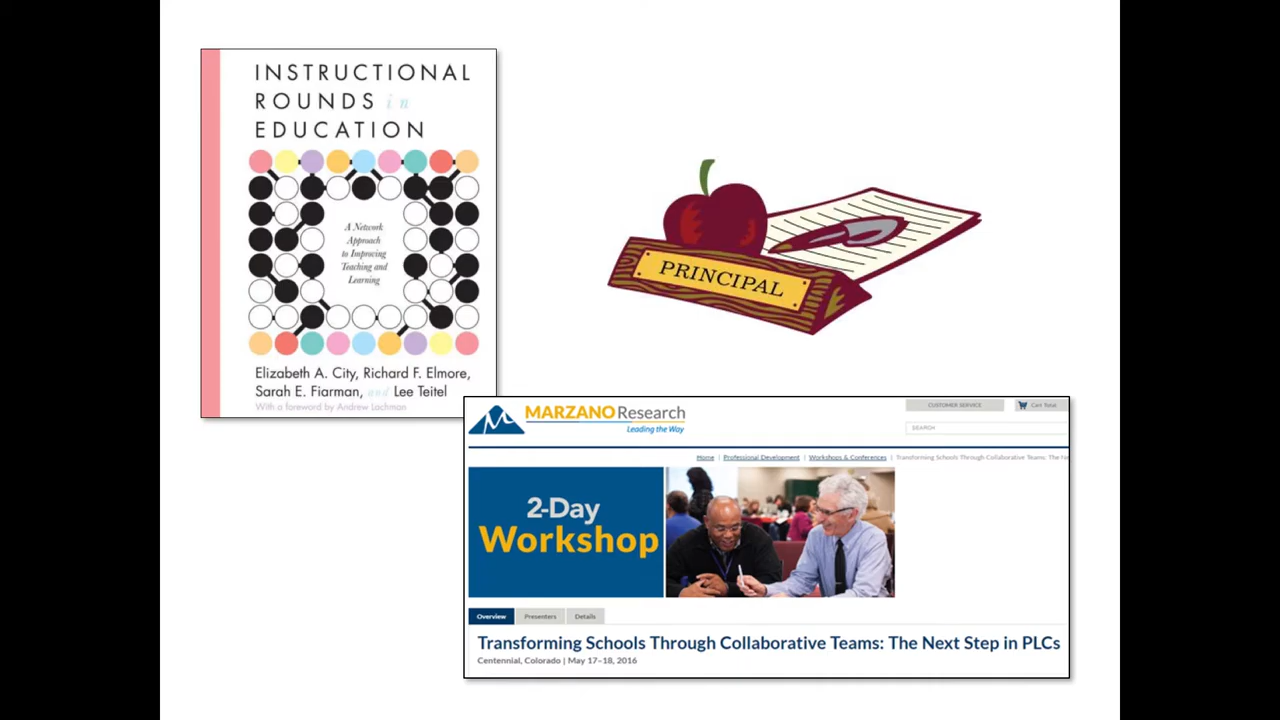 INSTRUCTIONAL
ROUNDS in
EDUCATION
A Network
Approach
to Improving
Teaching and
Learning
Elizabeth A. City, Richard F. Elmore,
Sarah E. Fiarman, and Lee Teitel
With a foreword by Andrew Lachman
PRINCIPAL
MARZANO Research
Leading the Way
CUSTOMER SERVICE
Cart Total:
SEARCH
Home | Professional Development | Workshops & Conferences | Transforming Schools Through Collaborative Teams: The Ne
2-Day
Workshop
Overview Presenters Details
Transforming Schools Through Collaborative Teams: The Next Step in PLCs
Centennial, Colorado | May 17–18, 2016